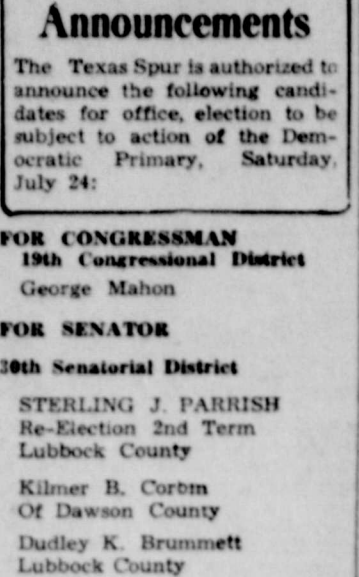 Announcements
The Texas Spur is authorized to
announce the following candi-
dates for office, election to be
subject to action of the Dem-
ocratic Primary, Saturday,
July 24:
FOR CONGRESSMAN
19th Congressional District
George Mahon
FOR SENATOR
30th Senatorial District
STERLING J. PARRISH
Re-Election 2nd Term
Lubbock County
Kilmer B. Corbin
Of Dawson County
Dudley K. Brummett
Lubbock County